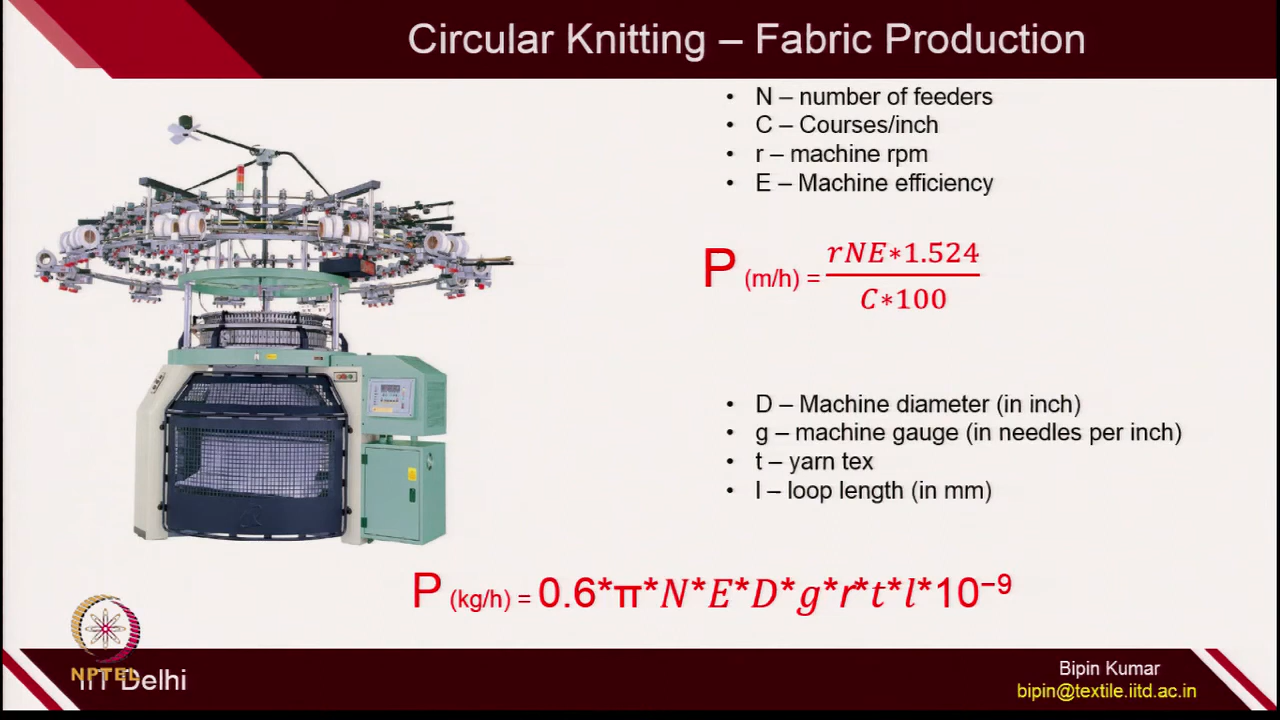 Circular Knitting – Fabric Production
• N – number of feeders
• C – Courses/inch
• r – machine rpm
• E – Machine efficiency
P (m/h) = rNE*1.524 / C*100
• D – Machine diameter (in inch)
• g – machine gauge (in needles per inch)
• t – yarn tex
• l – loop length (in mm)
P (kg/h) = 0.6*π*N*E*D*g*r*t*l*10⁻⁹
NPTEL
IIT Delhi
Bipin Kumar
bipin@textile.iitd.ac.in